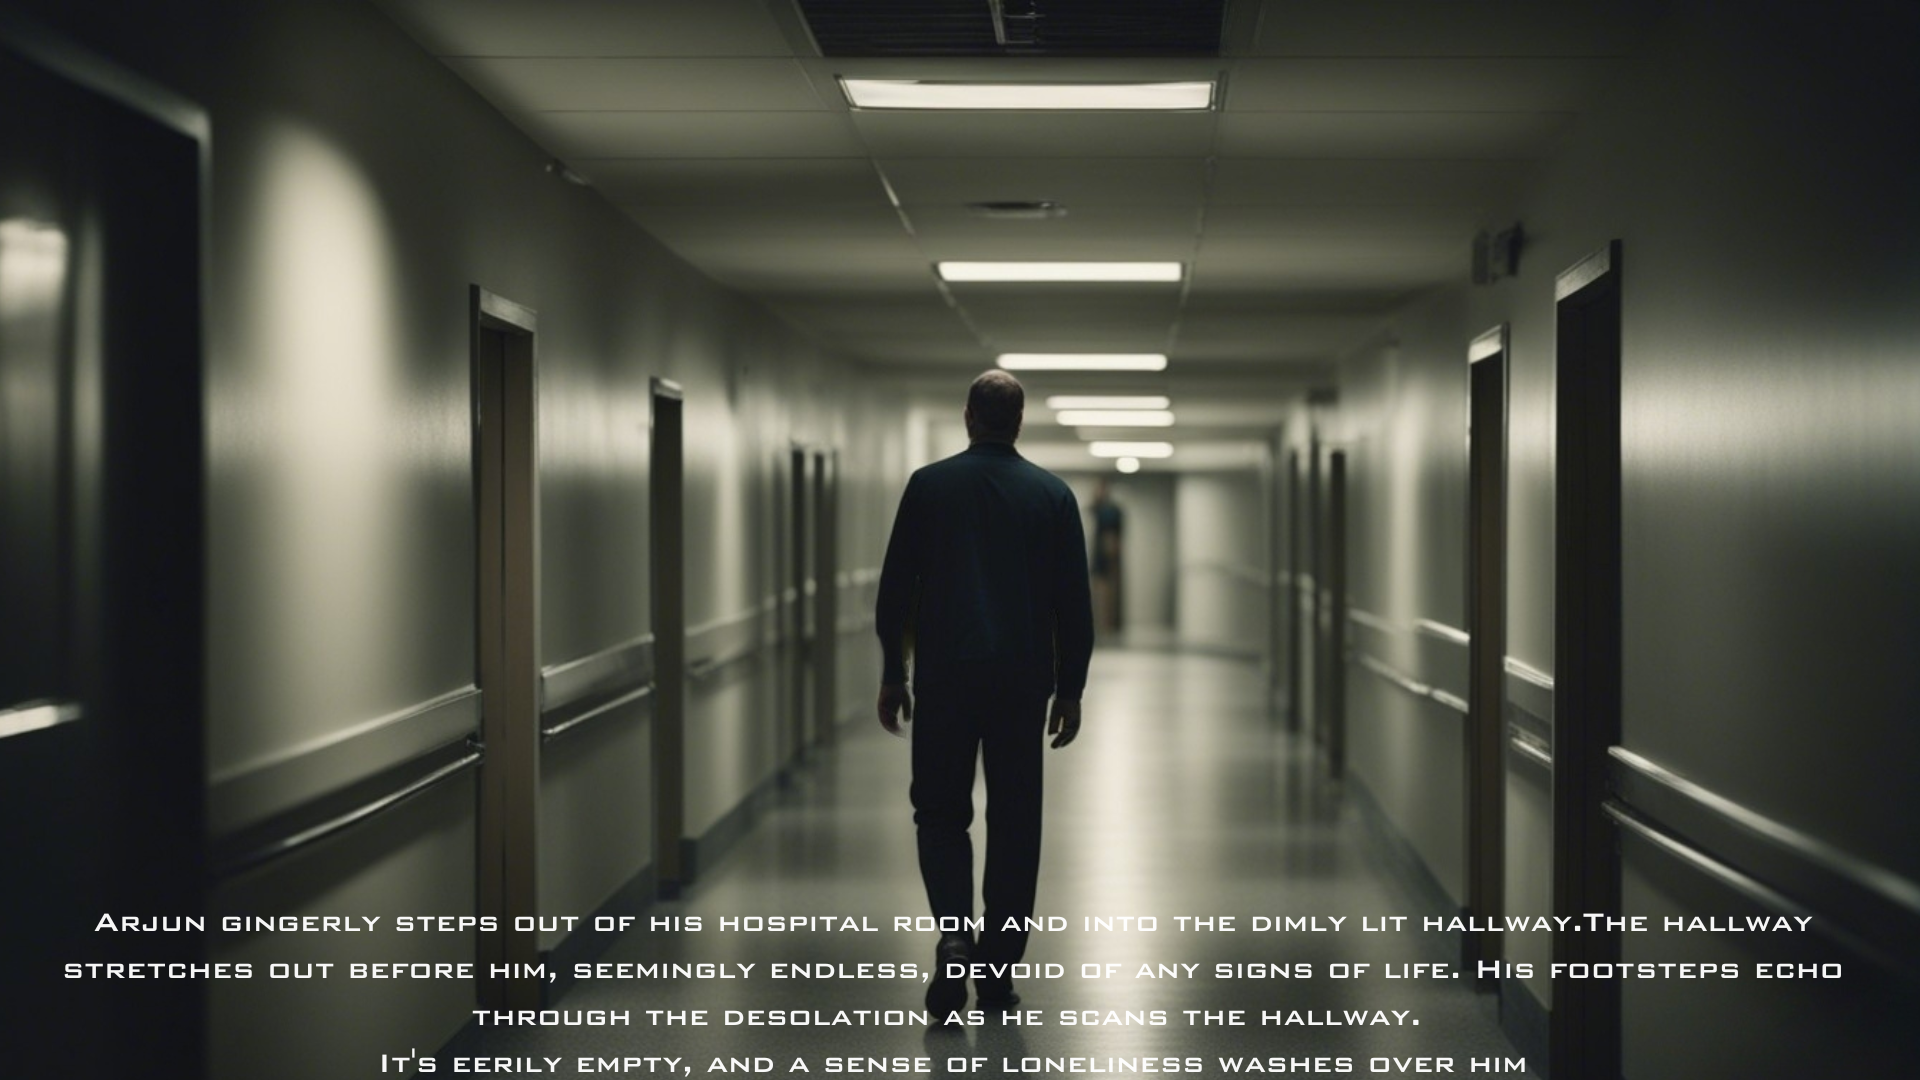 Arjun gingerly steps out of his hospital room and into the dimly lit hallway.The hallway
stretches out before him, seemingly endless, devoid of any signs of life. His footsteps echo
through the desolation as he scans the hallway.
It's eerily empty, and a sense of loneliness washes over him